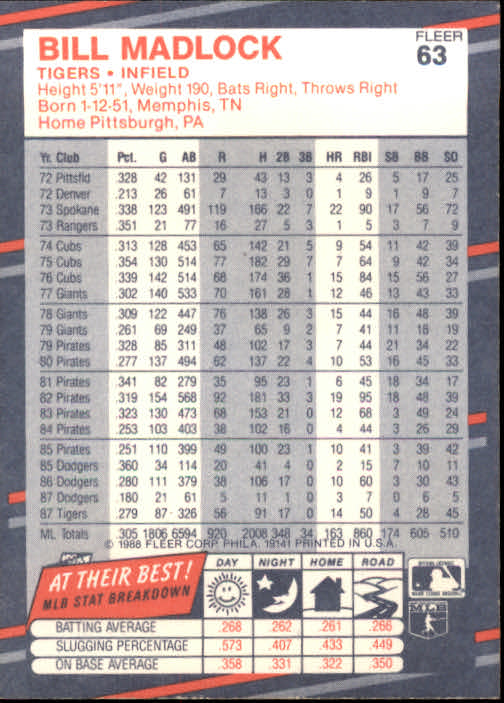 BILL MADLOCK
FLEER
63
TIGERS • INFIELD
Height 5'11", Weight 190, Bats Right, Throws Right
Born 1-12-51, Memphis, TN
Home Pittsburgh, PA
Yr. Club Pct. G AB R H 2B 3B HR RBI SB BB SO
72 Pittsfld .328 42 131 29 43 13 3 4 26 5 17 25
72 Denver .213 26 61 7 13 3 0 1 9 1 9 7
73 Spokane .338 123 491 119 166 22 7 22 90 17 56 72
73 Rangers .351 21 77 16 27 5 3 1 5 3 7 9
74 Cubs .313 128 453 65 142 21 5 9 54 11 42 39
75 Cubs .354 130 514 77 182 29 7 7 64 9 42 34
76 Cubs .339 142 514 68 174 36 1 15 84 15 56 27
77 Giants .302 140 533 70 161 28 1 12 46 13 43 33
78 Giants .309 122 447 76 138 26 3 15 44 16 48 39
79 Giants .261 69 249 37 65 9 2 7 41 11 18 19
79 Pirates .328 85 311 48 102 17 3 7 44 21 34 22
80 Pirates .277 137 494 62 137 22 4 10 53 16 45 33
81 Pirates .341 82 279 35 95 23 1 6 45 18 34 17
82 Pirates .319 154 568 92 181 33 3 19 95 18 48 39
83 Pirates .323 130 473 68 153 21 0 12 68 3 49 24
84 Pirates .253 103 403 38 102 16 0 4 44 3 26 29
85 Pirates .251 110 399 49 100 23 1 10 41 3 39 42
85 Dodgers .360 34 114 20 41 4 0 2 15 7 10 11
86 Dodgers .280 111 379 38 106 17 0 10 60 3 30 43
87 Dodgers .180 21 61 5 11 1 0 3 7 0 6 5
87 Tigers .279 87 326 56 91 17 0 14 50 4 28 45
ML Totals .305 1806 6594 920 2008 348 34 163 860 174 605 510
© 1988 FLEER CORP. PHILA. 19141 PRINTED IN U.S.A.
AT THEIR BEST!
MLB STAT BREAKDOWN
DAY NIGHT HOME ROAD
BATTING AVERAGE .268 .262 .261 .266
SLUGGING PERCENTAGE .573 .407 .433 .449
ON BASE AVERAGE .358 .331 .322 .350
MLB